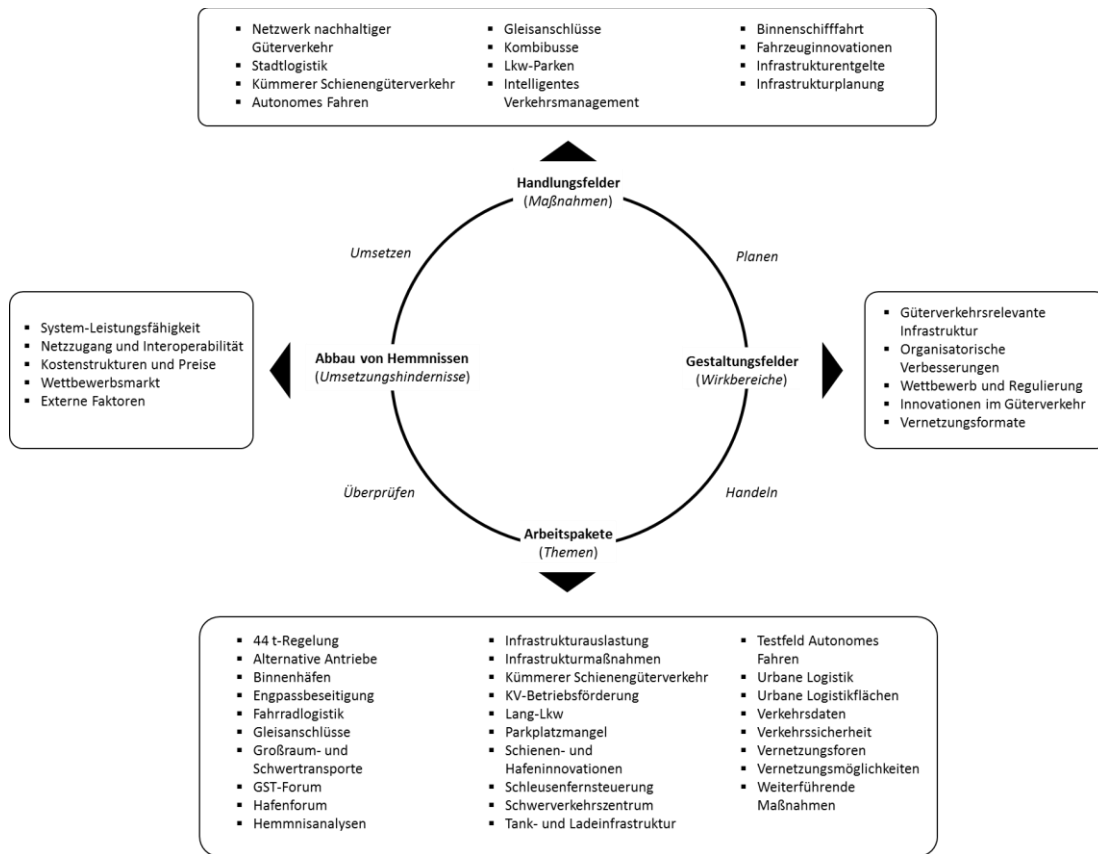 ▪ Netzwerk nachhaltiger
Güterverkehr
▪ Stadtlogistik
▪ Kümmerer Schienengüterverkehr
▪ Autonomes Fahren
▪ Gleisanschlüsse
▪ Kombibusse
▪ Lkw-Parken
▪ Intelligentes
Verkehrsmanagement
▪ Binnenschifffahrt
▪ Fahrzeuginnovationen
▪ Infrastrukturentgelte
▪ Infrastrukturplanung
Handlungsfelder
(Maßnahmen)
Umsetzen
Planen
▪ System-Leistungsfähigkeit
▪ Netzzugang und Interoperabilität
▪ Kostenstrukturen und Preise
▪ Wettbewerbsmarkt
▪ Externe Faktoren
Abbau von Hemmnissen
(Umsetzungshindernisse)
Gestaltungsfelder
(Wirkbereiche)
▪ Güterverkehrsrelevante
Infrastruktur
▪ Organisatorische
Verbesserungen
▪ Wettbewerb und Regulierung
▪ Innovationen im Güterverkehr
▪ Vernetzungsformate
Überprüfen
Handeln
Arbeitspakete
(Themen)
▪ 44 t-Regelung
▪ Alternative Antriebe
▪ Binnenhäfen
▪ Engpassbeseitigung
▪ Fahrradlogistik
▪ Gleisanschlüsse
▪ Großraum- und
Schwertransporte
▪ GST-Forum
▪ Hafenforum
▪ Hemmnisanalysen
▪ Infrastrukturauslastung
▪ Infrastrukturmaßnahmen
▪ Kümmerer Schienengüterverkehr
▪ KV-Betriebsförderung
▪ Lang-Lkw
▪ Parkplatzmangel
▪ Schienen- und
Hafeninnovationen
▪ Schleusenfernsteuerung
▪ Schwerverkehrszentrum
▪ Tank- und Ladeinfrastruktur
▪ Testfeld Autonomes
Fahren
▪ Urbane Logistik
▪ Urbane Logistikflächen
▪ Verkehrsdaten
▪ Verkehrssicherheit
▪ Vernetzungsforen
▪ Vernetzungsmöglichkeiten
▪ Weiterführende
Maßnahmen